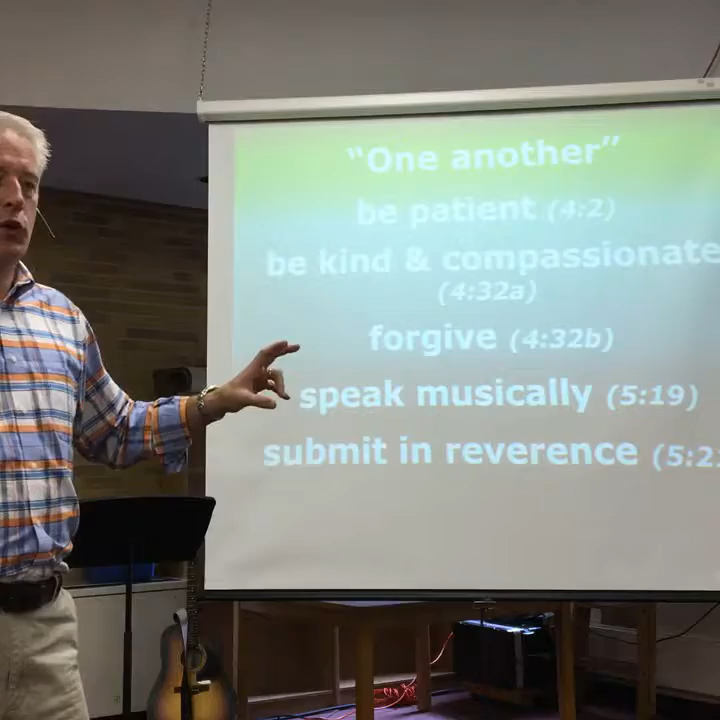 “One another”
be patient (4:2)
be kind & compassionate
(4:32a)
forgive (4:32b)
speak musically (5:19)
submit in reverence